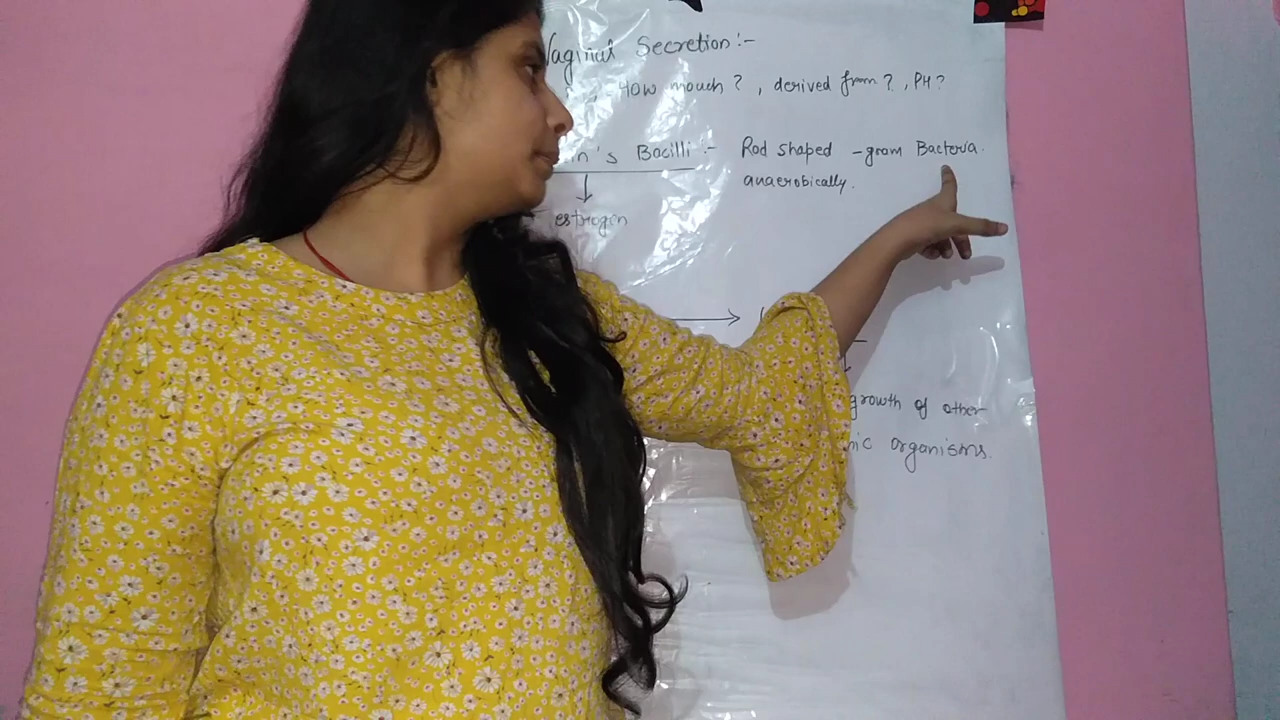 Vaginal Secretion :-
How mouch ? , derived from ? , PH ?
in's Bacilli :- Rod shaped -gram Bacteria.
anaerobically.
estrogen
growth of other
nic organisms.